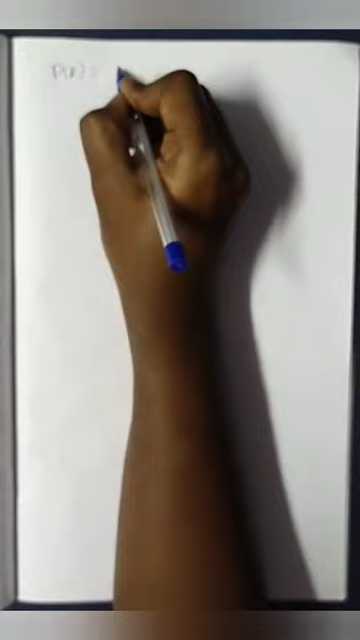 P(x) =